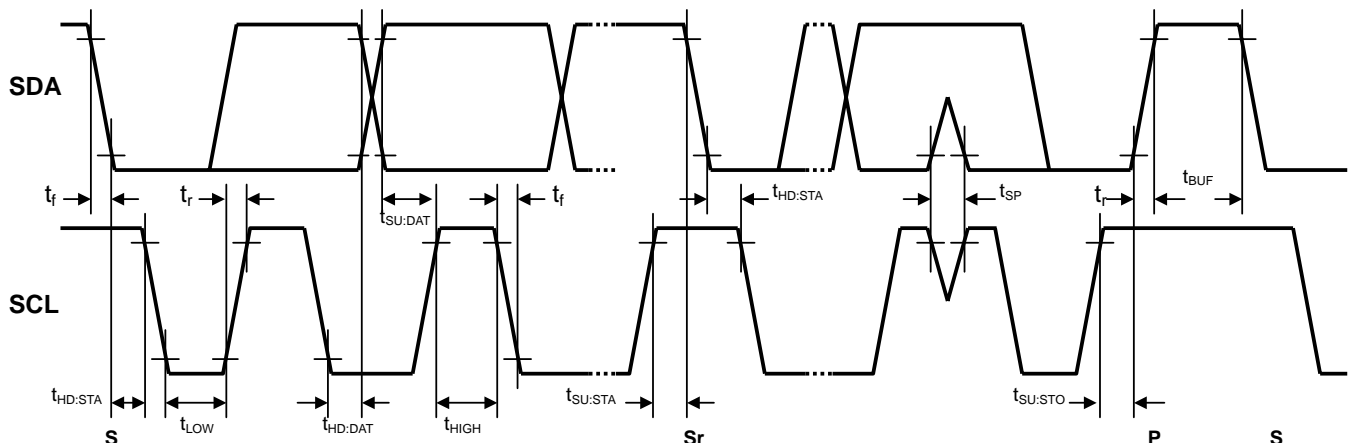 SDA
t_f t_r t_SU:DAT t_f t_HD:STA t_SP t_r t_BUF
SCL
t_HD:STA t_LOW t_HD:DAT t_HIGH t_SU:STA t_SU:STO
S Sr P S